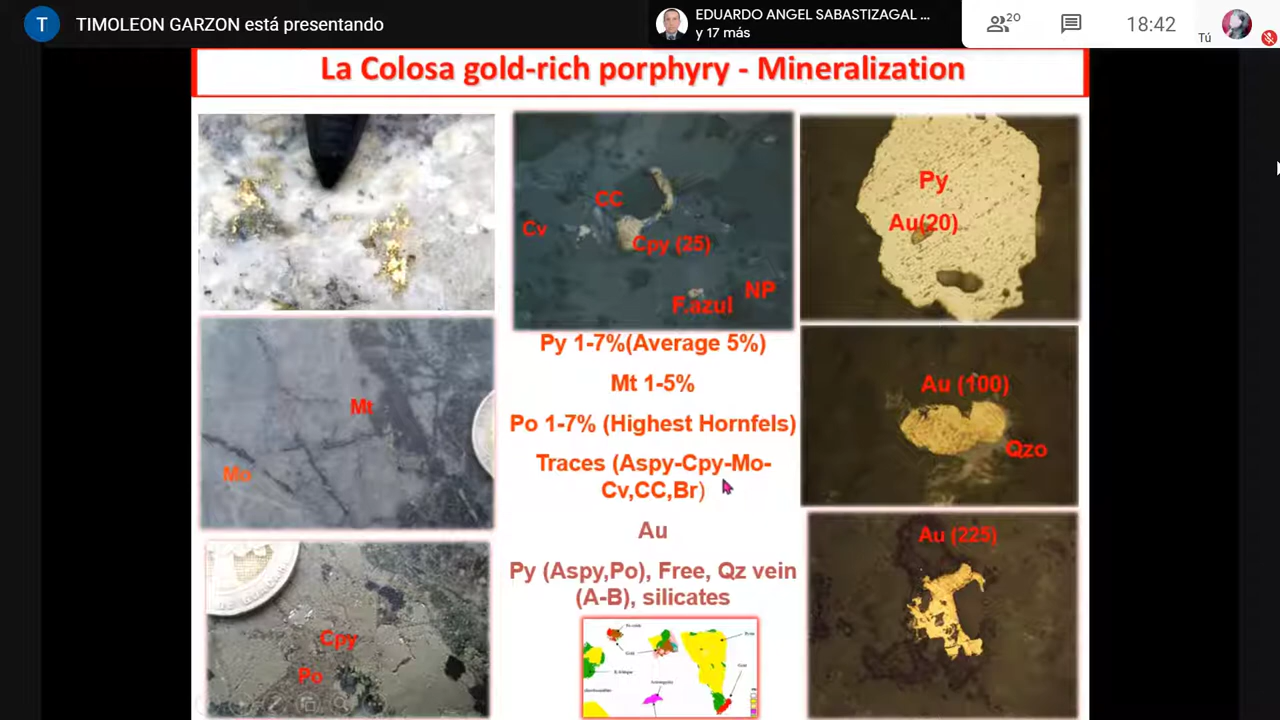 T
TIMOLEON GARZON está presentando
EDUARDO ANGEL SABASTIZAGAL ...
y 17 más
20
18:42
Tú
La Colosa gold-rich porphyry - Mineralization
CC
Cv
Cpy (25)
F.azul
NP
Py
Au(20)
Mt
Mo
Py 1-7%(Average 5%)
Mt 1-5%
Po 1-7% (Highest Hornfels)
Traces (Aspy-Cpy-Mo-
Cv,CC,Br)
Au
Py (Aspy,Po), Free, Qz vein
(A-B), silicates
Au (100)
Qzo
Cpy
Po
Au (225)